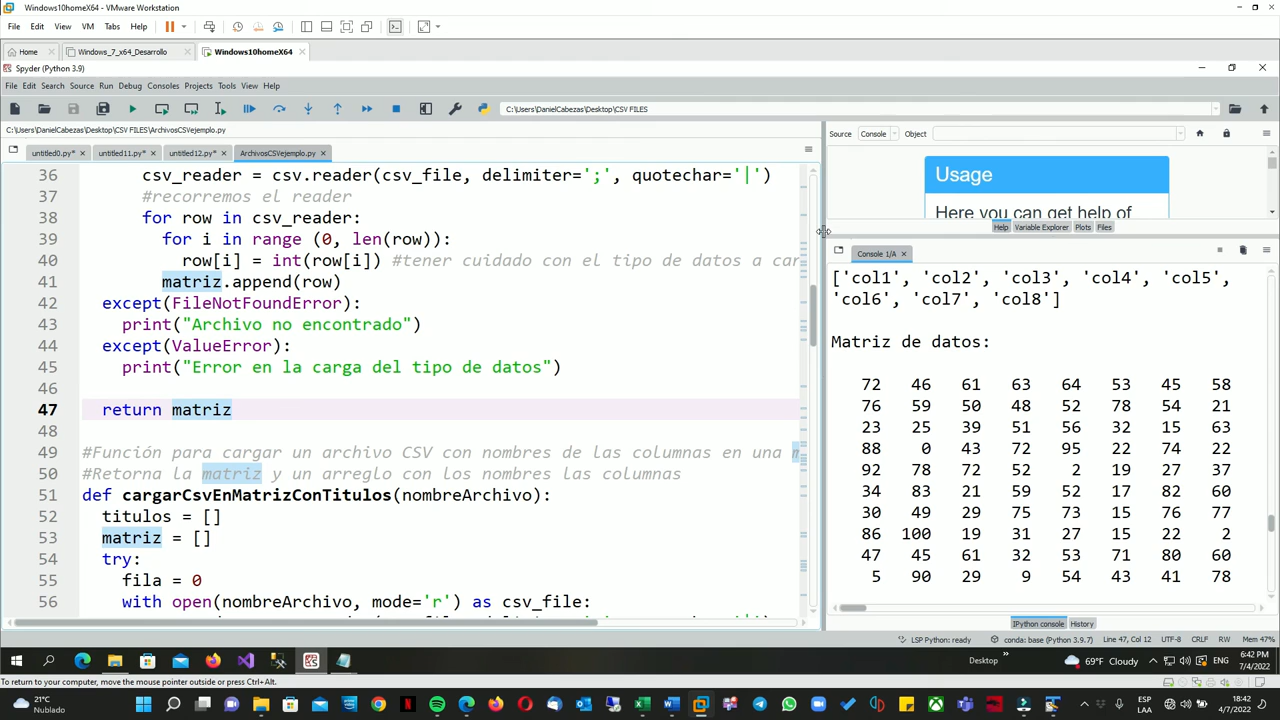 Windows10homeX64 - VMware Workstation
File Edit View VM Tabs Help
Home Windows_7_x64_Desarrollo Windows10homeX64
Spyder (Python 3.9)
File Edit Search Source Run Debug Consoles Projects Tools View Help
C:\Users\DanielCabezas\Desktop\CSV FILES
C:\Users\DanielCabezas\Desktop\CSV FILES\ArchivosCSVejemplo.py
untitled0.py* untitled11.py* untitled12.py* ArchivosCSVejemplo.py
36 csv_reader = csv.reader(csv_file, delimiter=';', quotechar='|')
37 #recorremos el reader
38 for row in csv_reader:
39 for i in range (0, len(row)):
40 row[i] = int(row[i]) #tener cuidado con el tipo de datos a car
41 matriz.append(row)
42 except(FileNotFoundError):
43 print("Archivo no encontrado")
44 except(ValueError):
45 print("Error en la carga del tipo de datos")
46
47 return matriz
48
49 #Función para cargar un archivo CSV con nombres de las columnas en una m
50 #Retorna la matriz y un arreglo con los nombres las columnas
51 def cargarCsvEnMatrizConTitulos(nombreArchivo):
52 titulos = []
53 matriz = []
54 try:
55 fila = 0
56 with open(nombreArchivo, mode='r') as csv_file:
Source Console Object
Usage
Here you can get help of
Help Variable Explorer Plots Files
Console 1/A
['col1', 'col2', 'col3', 'col4', 'col5',
'col6', 'col7', 'col8']
Matriz de datos:
72 46 61 63 64 53 45 58
76 59 50 48 52 78 54 21
23 25 39 51 56 32 15 63
88 0 43 72 95 22 74 22
92 78 72 52 2 19 27 37
34 83 21 59 52 17 82 60
30 49 29 75 73 15 76 77
86 100 19 31 27 15 22 2
47 45 61 32 53 71 80 60
5 90 29 9 54 43 41 78
IPython console History
LSP Python: ready conda: base (Python 3.9.7) Line 47, Col 12 UTF-8 CRLF RW Mem 47%
Desktop 69°F Cloudy ENG 6:42 PM 7/4/2022
To return to your computer, move the mouse pointer outside or press Ctrl+Alt.
21°C Nublado ESP LAA 18:42 4/7/2022